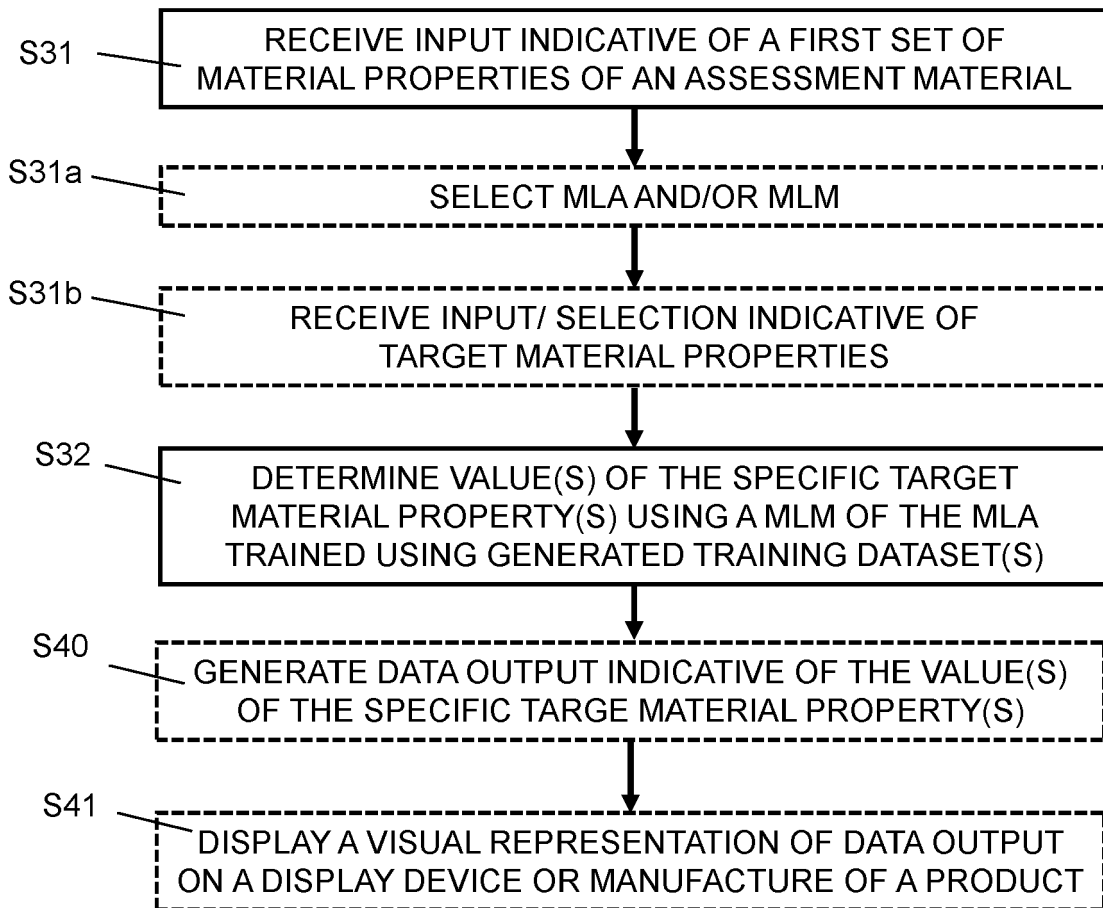 S31
RECEIVE INPUT INDICATIVE OF A FIRST SET OF
MATERIAL PROPERTIES OF AN ASSESSMENT MATERIAL
S31a
SELECT MLA AND/OR MLM
S31b
RECEIVE INPUT/ SELECTION INDICATIVE OF
TARGET MATERIAL PROPERTIES
S32
DETERMINE VALUE(S) OF THE SPECIFIC TARGET
MATERIAL PROPERTY(S) USING A MLM OF THE MLA
TRAINED USING GENERATED TRAINING DATASET(S)
S40
GENERATE DATA OUTPUT INDICATIVE OF THE VALUE(S)
OF THE SPECIFIC TARGE MATERIAL PROPERTY(S)
S41
DISPLAY A VISUAL REPRESENTATION OF DATA OUTPUT
ON A DISPLAY DEVICE OR MANUFACTURE OF A PRODUCT